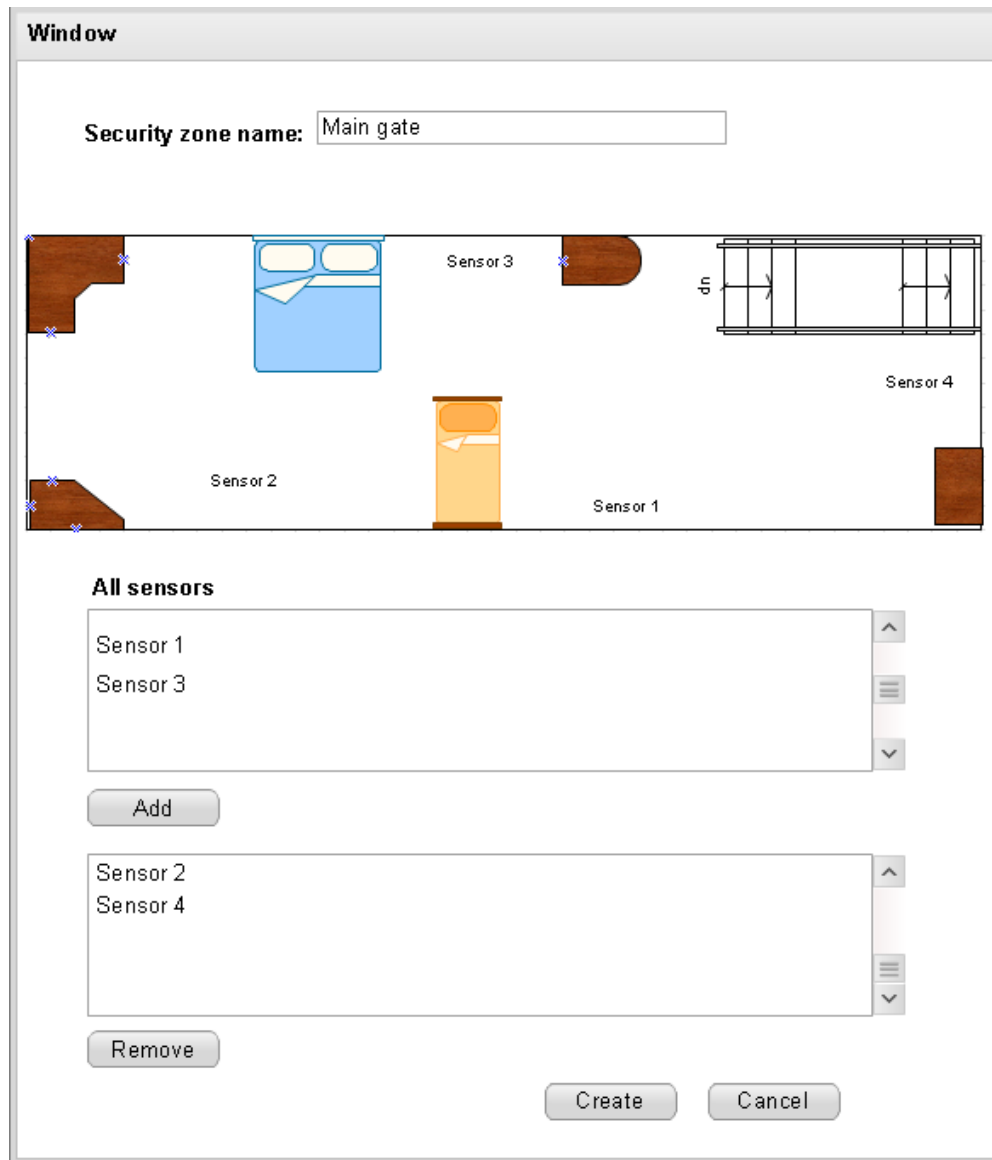 Window
Security zone name: Main gate
Sensor 3
up
Sensor 4
Sensor 2
Sensor 1
All sensors
Sensor 1
Sensor 3
Add
Sensor 2
Sensor 4
Remove
Create Cancel